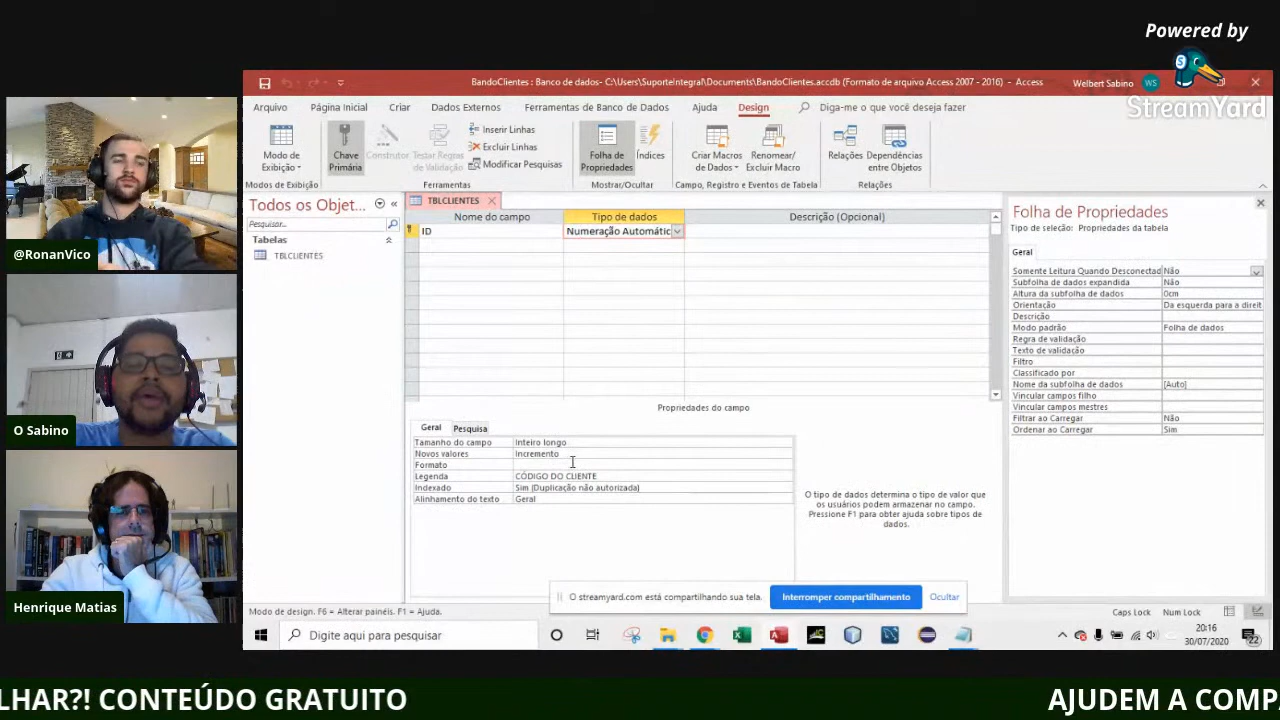 Powered by
StreamYard
BandoClientes : Banco de dados- C:\Users\SuporteIntegral\Documents\BandoClientes.accdb (Formato de arquivo Access 2007 - 2016) - Access
Welbert Sabino
WS
Arquivo
Página Inicial
Criar
Dados Externos
Ferramentas de Banco de Dados
Ajuda
Design
Diga-me o que você deseja fazer
Modo de
Exibição
Chave
Primária
Construtor
Testar Regras
de Validação
Inserir Linhas
Excluir Linhas
Modificar Pesquisas
Folha de
Propriedades
Índices
Criar Macros
de Dados
Renomear/
Excluir Macro
Relações
Dependências
entre Objetos
Modos de Exibição
Ferramentas
Mostrar/Ocultar
Campo, Registro e Eventos de Tabela
Relações
Todos os Objet...
Pesquisar...
Tabelas
TBLCLIENTES
TBLCLIENTES
Nome do campo
Tipo de dados
Descrição (Opcional)
ID
Numeração Automátic
Propriedades do campo
Geral
Pesquisa
Tamanho do campo
Inteiro longo
Novos valores
Incremento
Formato
Legenda
CÓDIGO DO CLIENTE
Indexado
Sim (Duplicação não autorizada)
Alinhamento do texto
Geral
O tipo de dados determina o tipo de valor que
os usuários podem armazenar no campo.
Pressione F1 para obter ajuda sobre tipos de
dados.
Folha de Propriedades
Tipo de seleção: Propriedades da tabela
Geral
Somente Leitura Quando Desconectad
Não
Subfolha de dados expandida
Não
Altura da subfolha de dados
0cm
Orientação
Da esquerda para a direit
Descrição
Modo padrão
Folha de dados
Regra de validação
Texto de validação
Filtro
Classificado por
Nome da subfolha de dados
[Auto]
Vincular campos filho
Vincular campos mestres
Filtrar ao Carregar
Não
Ordenar ao Carregar
Sim
@RonanVico
O Sabino
Henrique Matias
O streamyard.com está compartilhando sua tela.
Interromper compartilhamento
Ocultar
Modo de design. F6 = Alterar painéis. F1 = Ajuda.
Caps Lock
Num Lock
Digite aqui para pesquisar
20:16
30/07/2020
22
LHAR?! CONTEÚDO GRATUITO
AJUDEM A COMP